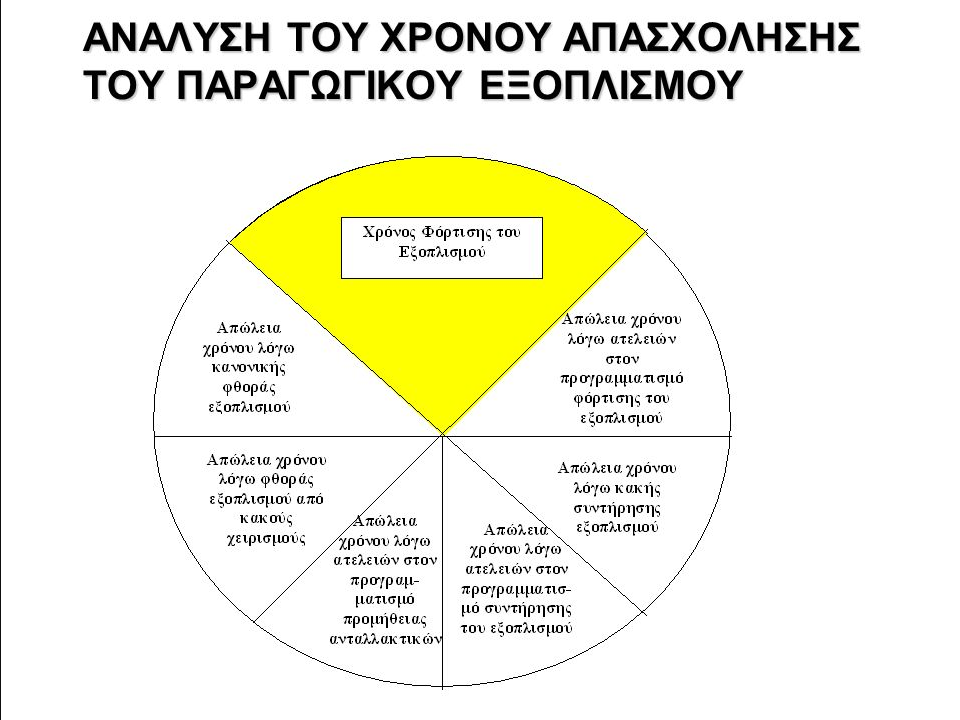 ΑΝΑΛΥΣΗ ΤΟΥ ΧΡΟΝΟΥ ΑΠΑΣΧΟΛΗΣΗΣ
ΤΟΥ ΠΑΡΑΓΩΓΙΚΟΥ ΕΞΟΠΛΙΣΜΟΥ
Χρόνος Φόρτισης του
Εξοπλισμού
Απώλεια
χρόνου λόγω
κανονικής
φθοράς
εξοπλισμού
Απώλεια χρόνου
λόγω ατελειών
στον
προγραμματισμό
φόρτισης του
εξοπλισμού
Απώλεια χρόνου
λόγω φθοράς
εξοπλισμού από
κακούς
χειρισμούς
Απώλεια
χρόνου λόγω
ατελειών στον
προγραμ-
ματισμό
προμήθειας
ανταλλακτικών
Απώλεια
χρόνου λόγω
ατελειών στον
προγραμματισ-
μό συντήρησης
του εξοπλισμού
Απώλεια χρόνου
λόγω κακής
συντήρησης
εξοπλισμού